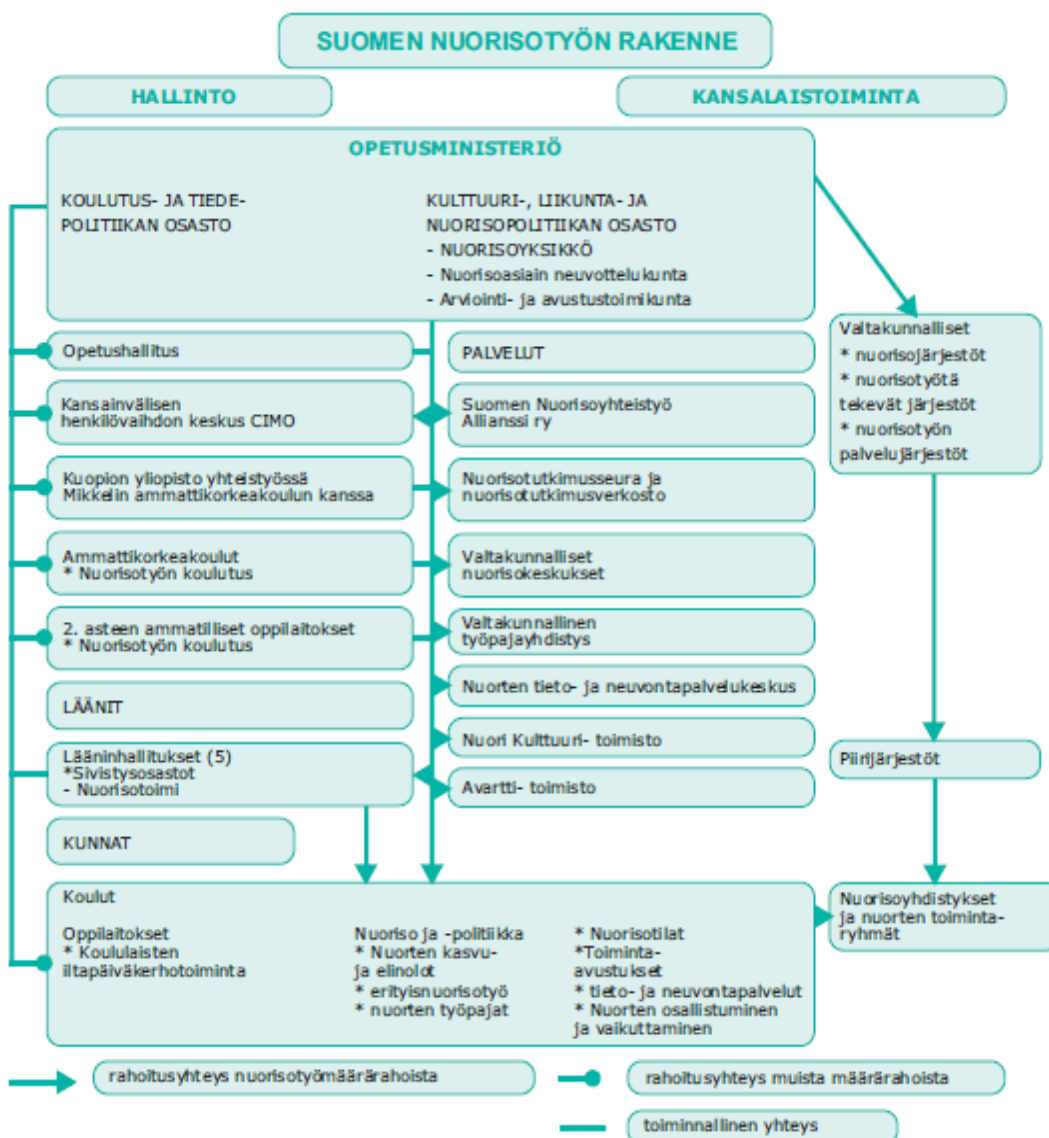 SUOMEN NUORISOTYÖN RAKENNE
HALLINTO
KANSALAISTOIMINTA
OPETUSMINISTERIÖ
KOULUTUS- JA TIEDE-
POLITIIKAN OSASTO
KULTTUURI-, LIIKUNTA- JA
NUORISOPOLITIIKAN OSASTO
- NUORISOYKSIKKÖ
- Nuorisoasiain neuvottelukunta
- Arviointi- ja avustustoimikunta
Opetushallitus
Kansainvälisen
henkilövaihdon keskus CIMO
Kuopion yliopisto yhteistyössä
Mikkelin ammattikorkeakoulun kanssa
Ammattikorkeakoulut
* Nuorisotyön koulutus
2. asteen ammatilliset oppilaitokset
* Nuorisotyön koulutus
LÄÄNIT
Lääninhallitukset (5)
*Sivistysosastot
- Nuorisotoimi
KUNNAT
PALVELUT
Suomen Nuorisoyhteistyö
Allianssi ry
Nuorisotutkimusseura ja
nuorisotutkimusverkosto
Valtakunnalliset
nuorisokeskukset
Valtakunnallinen
työpajayhdistys
Nuorten tieto- ja neuvontapalvelukeskus
Nuori Kulttuuri- toimisto
Avartti- toimisto
Valtakunnalliset
* nuorisojärjestöt
* nuorisotyötä
tekevät järjestöt
* nuorisotyön
palvelujärjestöt
Piirijärjestöt
Nuorisoyhdistykset
ja nuorten toiminta-
ryhmät
Koulut
Oppilaitokset
* Koululaisten
iltapäiväkerhotoiminta
Nuoriso ja -politiikka
* Nuorten kasvu-
ja elinolot
* erityisnuorisotyö
* nuorten työpajat
* Nuorisotilat
*Toiminta-
avustukset
* tieto- ja neuvontapalvelut
* Nuorten osallistuminen
ja vaikuttaminen
rahoitusyhteys nuorisotyömäärärahoista
rahoitusyhteys muista määrärahoista
toiminnallinen yhteys